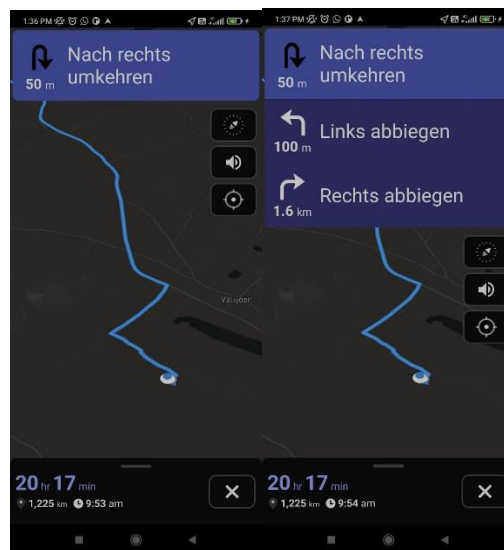 1:36 PM
Nach rechts
umkehren
50 m
20 hr 17 min
1,225 km 9:53 am
1:37 PM
Nach rechts
umkehren
50 m
Links abbiegen
100 m
Rechts abbiegen
1.6 km
20 hr 17 min
1,225 km 9:54 am